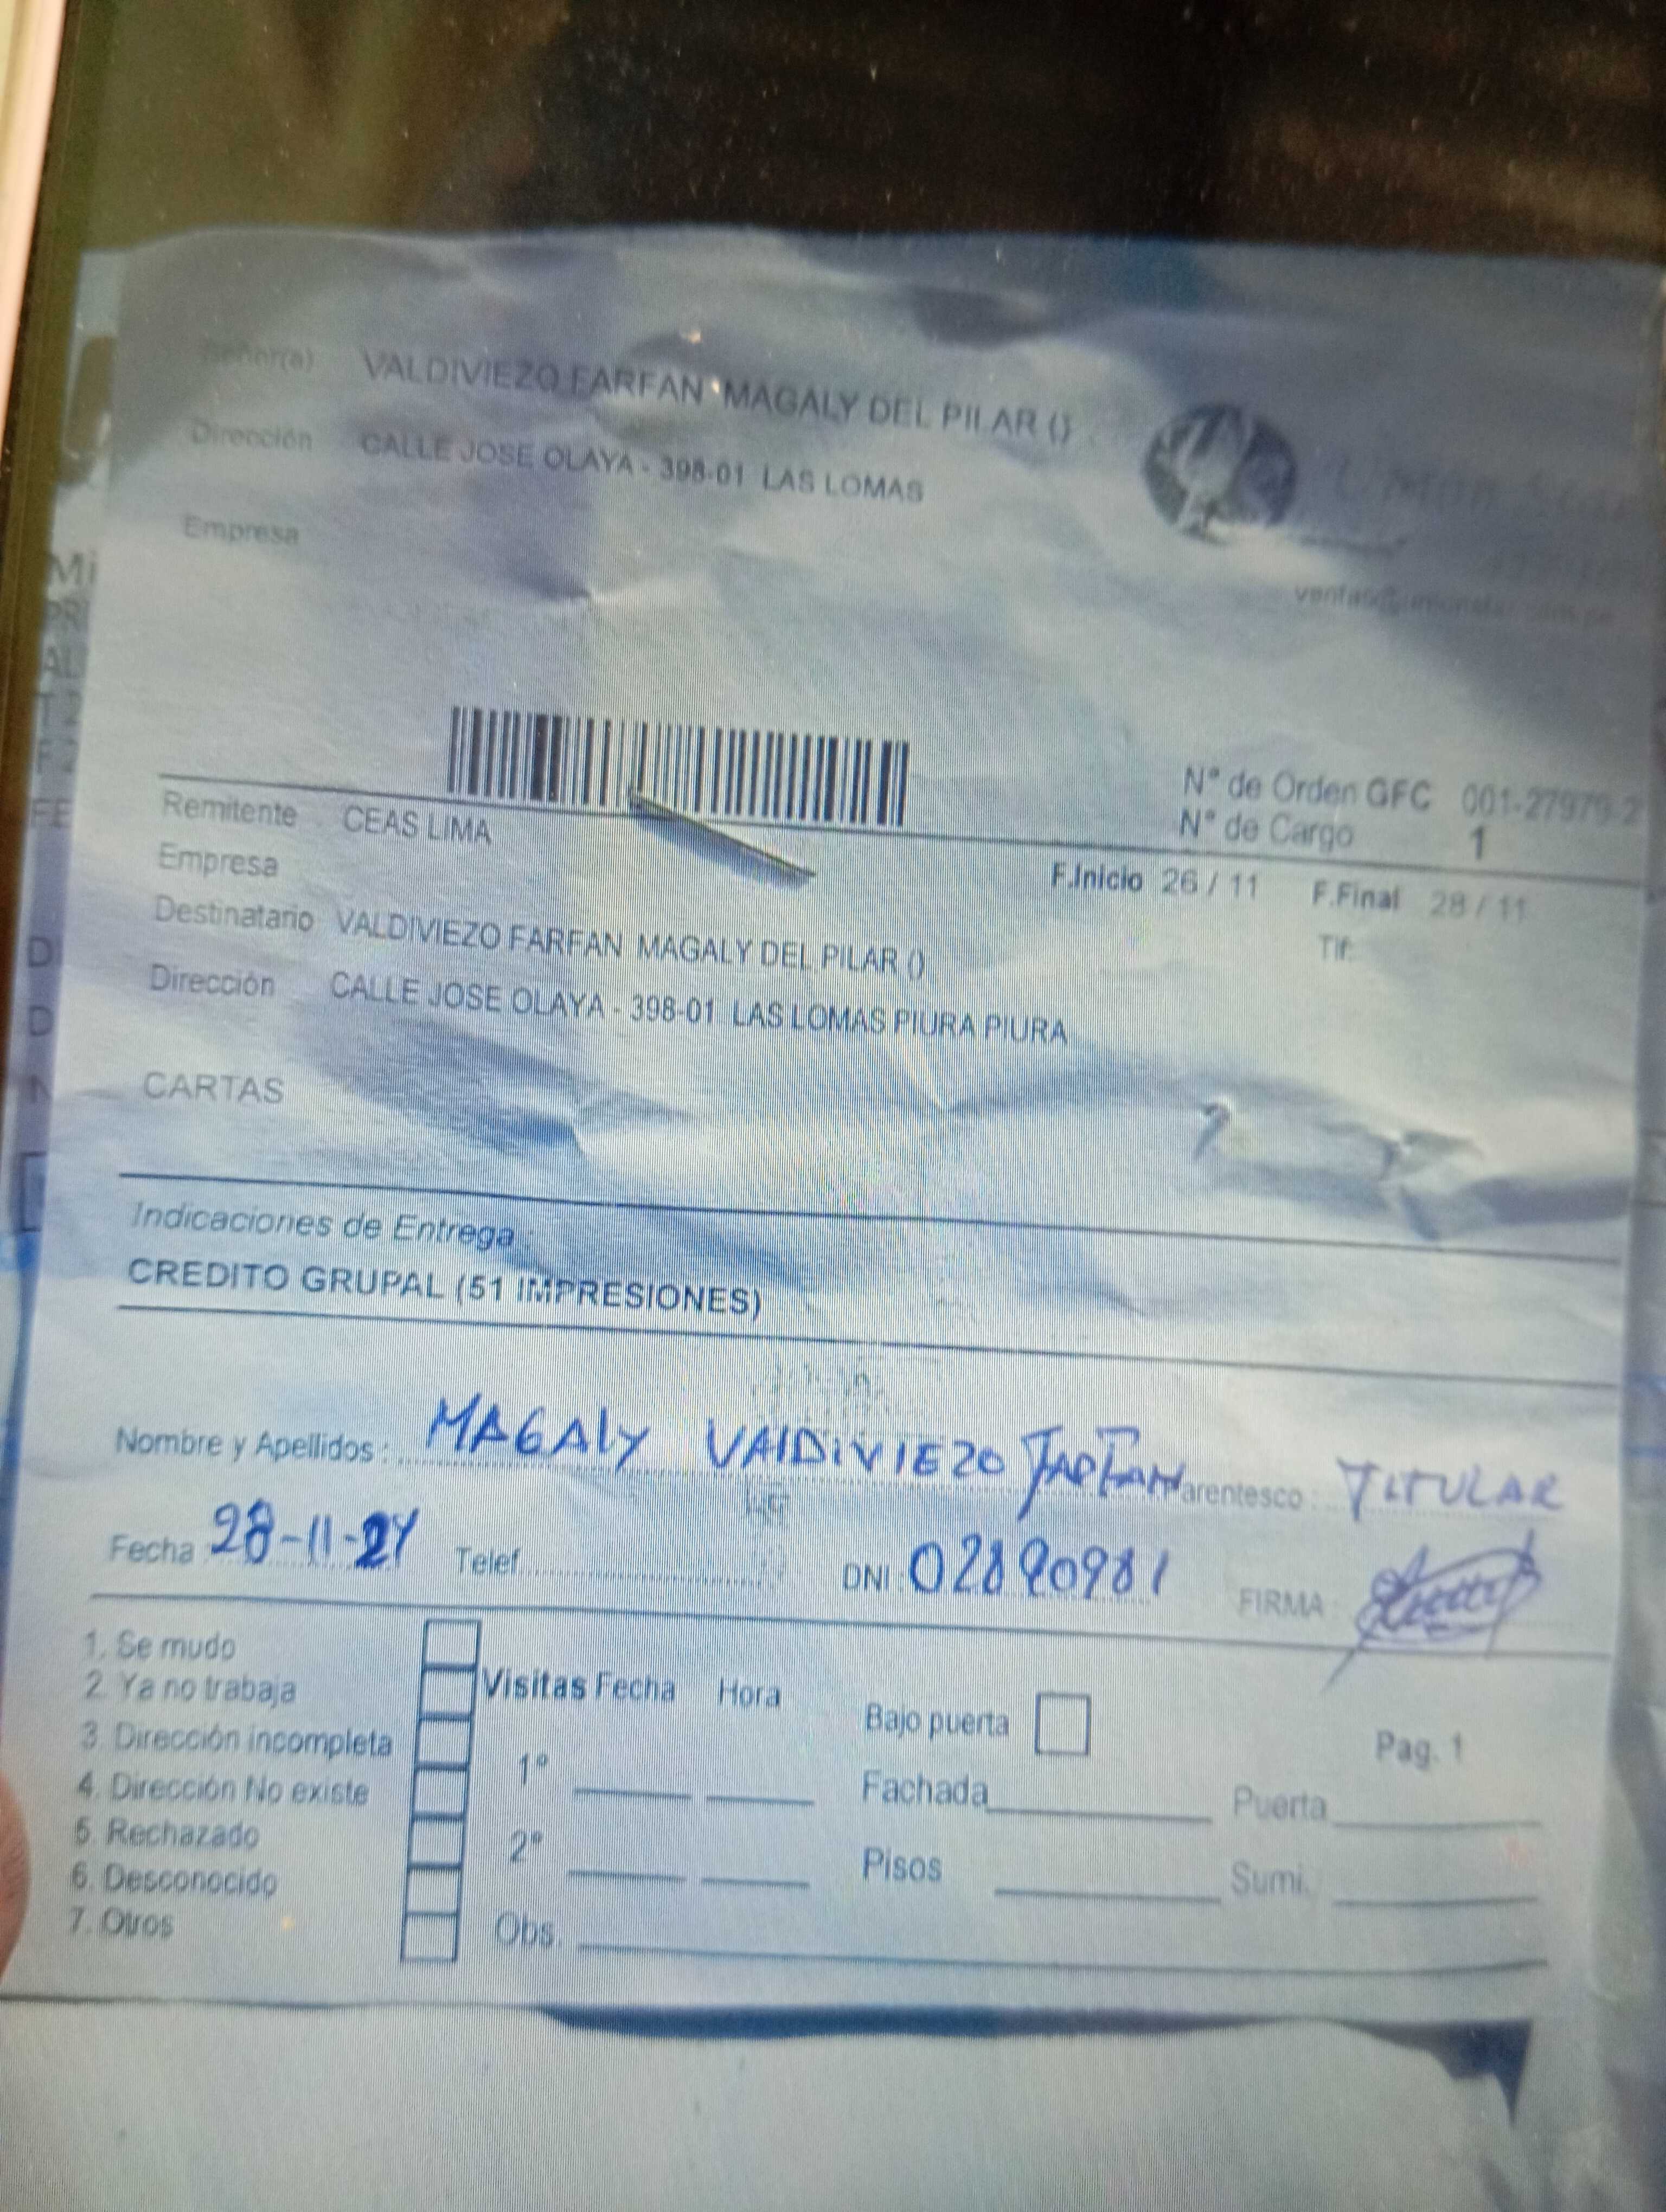 Señor(a) VALDIVIEZO FARFAN MAGALY DEL PILAR ()
Dirección CALLE JOSE OLAYA - 398-01 LAS LOMAS
Empresa
N° de Orden GFC 001-27979-2
N° de Cargo 1
Remitente CEAS LIMA
Empresa
F.Inicio 26 / 11 F.Final 28 / 11
Destinatario VALDIVIEZO FARFAN MAGALY DEL PILAR ()
Tlf:
Dirección CALLE JOSE OLAYA - 398-01 LAS LOMAS PIURA PIURA
CARTAS
Indicaciones de Entrega :
CREDITO GRUPAL (51 IMPRESIONES)
Nombre y Apellidos : MAGALY VALDIVIEZO FARFAN arentesco : TITULAR
Fecha 28-11-24 Telef. DNI 02890981 FIRMA
1. Se mudo
2. Ya no trabaja
3. Dirección incompleta
4. Dirección No existe
5. Rechazado
6. Desconocido
7. Otros
Visitas Fecha Hora
1°
2°
Obs.
Bajo puerta
Pag. 1
Fachada Puerta
Pisos Sumi.